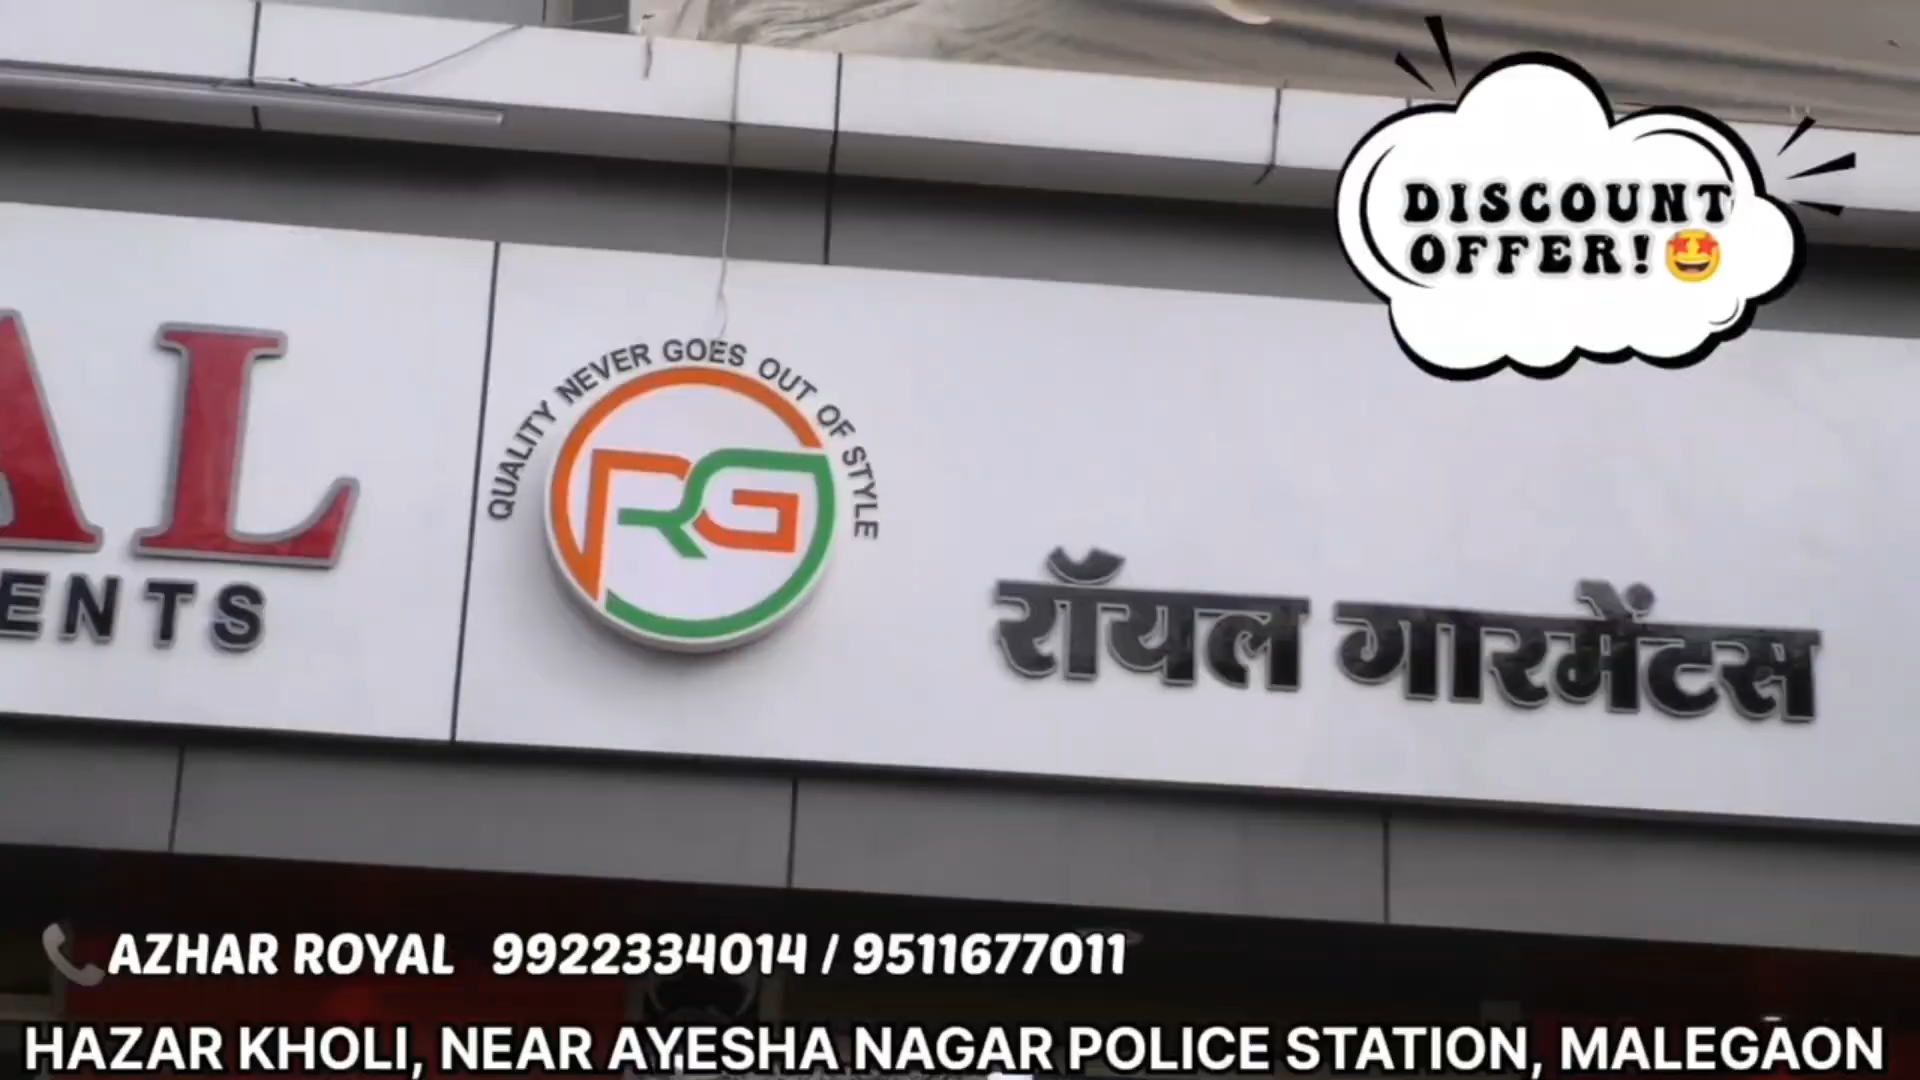 DISCOUNT
OFFER!🤩
AL
ENTS
QUALITY NEVER GOES OUT OF STYLE
RG
रॉयल गारमेंटस
AZHAR ROYAL 9922334014 / 9511677011
HAZAR KHOLI, NEAR AYESHA NAGAR POLICE STATION, MALEGAON